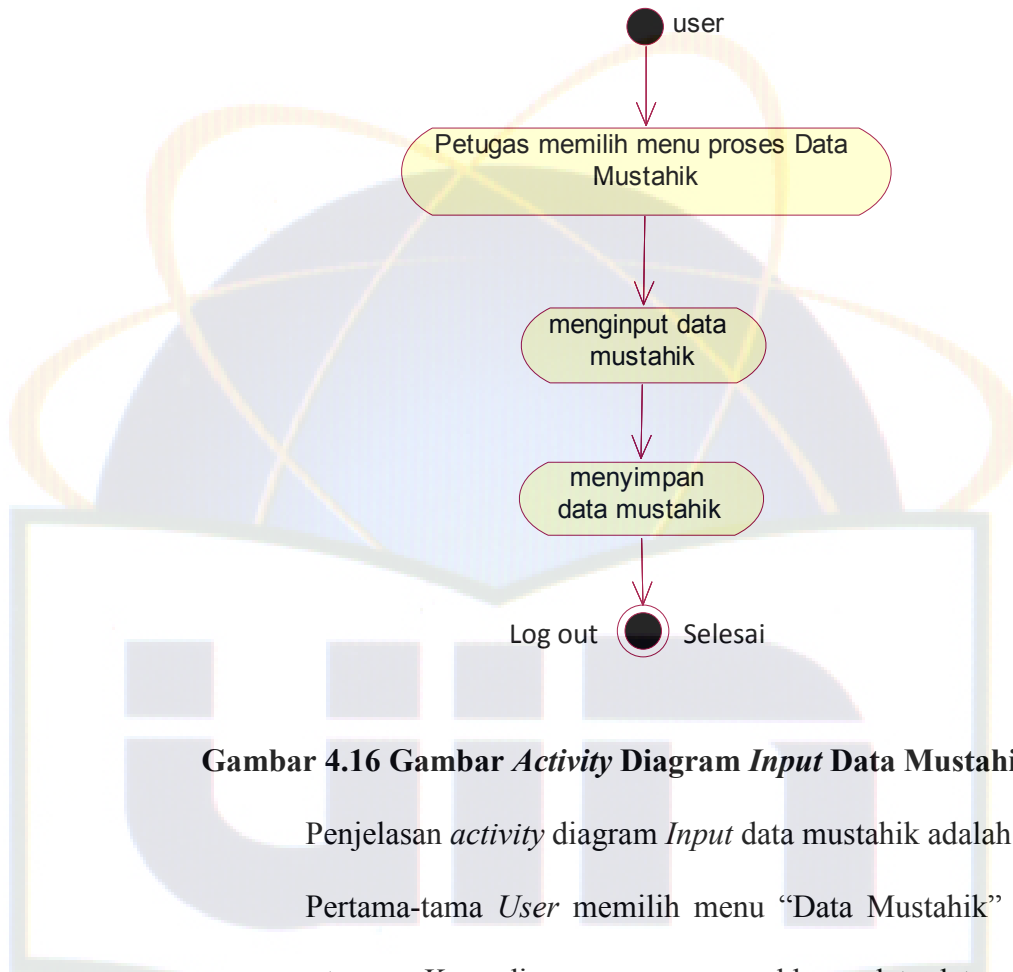 user
Petugas memilih menu proses Data
Mustahik
menginput data
mustahik
menyimpan
data mustahik
Log out Selesai
Gambar 4.16 Gambar Activity Diagram Input Data
Penjelasan activity diagram Input data mustahik adalah
Pertama-tama User memilih menu “Data Mustahik”
uin